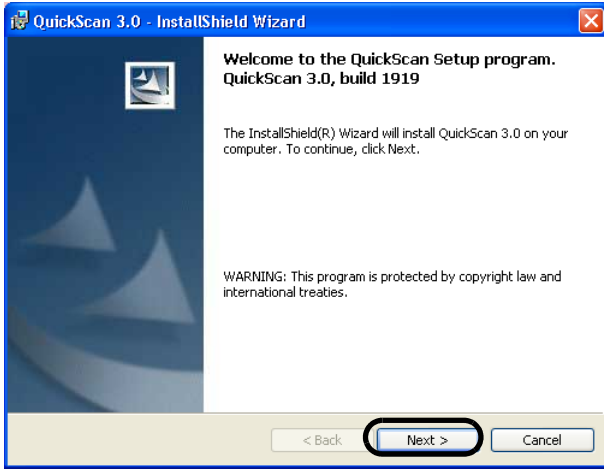 QuickScan 3.0 - InstallShield Wizard
Welcome to the QuickScan Setup program.
QuickScan 3.0, build 1919
The InstallShield(R) Wizard will install QuickScan 3.0 on your
computer. To continue, click Next.
WARNING: This program is protected by copyright law and
international treaties.
< Back Next > Cancel